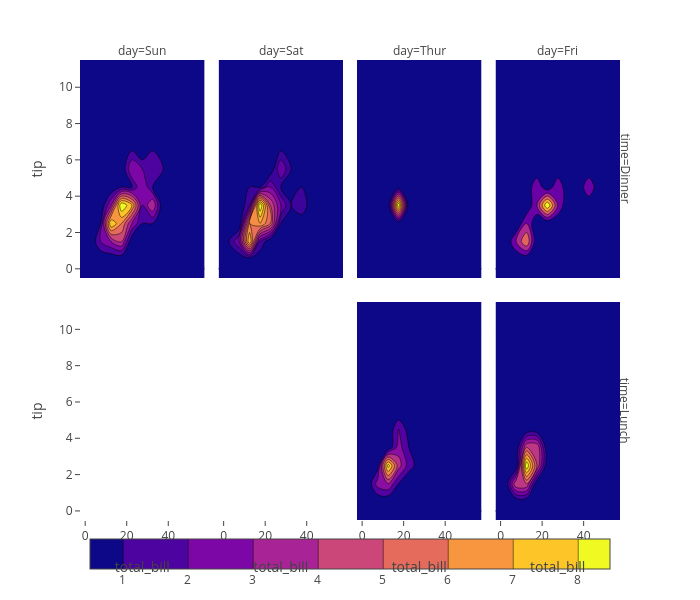 day=Sun day=Sat day=Thur day=Fri
10
8
6
4
2
0
tip
time=Dinner
10
8
6
4
2
0
tip
time=Lunch
0 20 40 0 20 40 0 20 40 0 20 40
total_bill total_bill total_bill total_bill
1 2 3 4 5 6 7 8